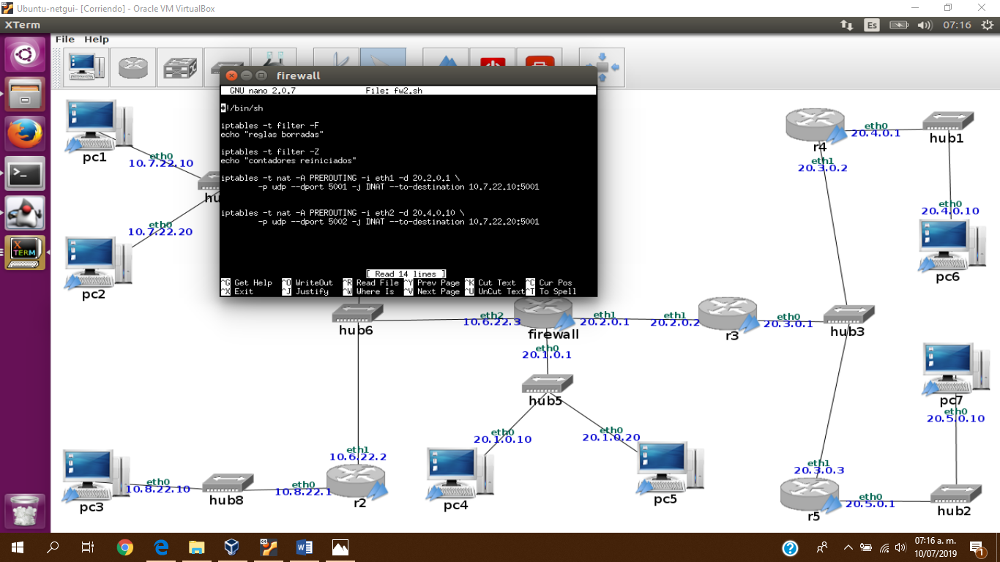 Ubuntu-netgui- [Corriendo] - Oracle VM VirtualBox
XTerm
Es
07:16
File Help
firewall
GNU nano 2.0.7 File: fw2.sh
#!/bin/sh
iptables -t filter -F
echo "reglas borradas"
iptables -t filter -Z
echo "contadores reiniciados"
iptables -t nat -A PREROUTING -i eth1 -d 20.2.0.1 \
-p udp --dport 5001 -j DNAT --to-destination 10.7.22.10:5001
iptables -t nat -A PREROUTING -i eth2 -d 20.4.0.10 \
-p udp --dport 5002 -j DNAT --to-destination 10.7.22.20:5001
[ Read 14 lines ]
^G Get Help ^O WriteOut ^R Read File ^Y Prev Page ^K Cut Text ^C Cur Pos
^X Exit ^J Justify ^W Where Is ^V Next Page ^U UnCut Text ^T To Spell
X
TERM
pc1
eth0
10.7.22.10
hu
eth0
10.7.22.20
pc2
r4
eth0
20.4.0.1
hub1
eth1
20.3.0.2
eth0
20.4.0.10
pc6
hub6
eth2
10.6.22.3
firewall
eth1
20.2.0.1
eth1
20.2.0.2
r3
eth0
20.3.0.1
hub3
eth0
20.1.0.1
hub5
pc7
eth0
20.5.0.10
eth0
20.1.0.10
eth0
20.1.0.20
pc4
pc5
eth1
10.6.22.2
r2
eth0
10.8.22.1
hub8
eth0
10.8.22.10
pc3
eth1
20.3.0.3
r5
eth0
20.5.0.1
hub2
07:16 a. m.
10/07/2019
1